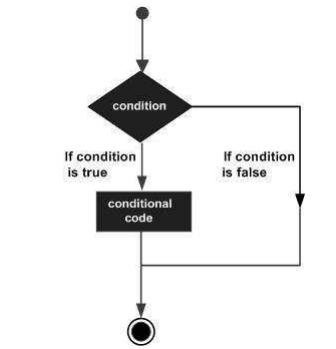 condition
If condition
is true
If condition
is false
conditional
code